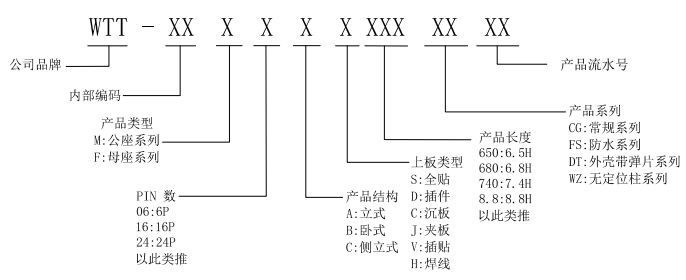 WTT - XX X X X X XXX XX XX
公司品牌
内部编码
产品类型
M:公座系列
F:母座系列
PIN 数
06:6P
16:16P
24:24P
以此类推
产品结构
A:立式
B:卧式
C:侧立式
上板类型
S:全贴
D:插件
C:沉板
J:夹板
V:插贴
H:焊线
产品长度
650:6.5H
680:6.8H
740:7.4H
8.8:8.8H
以此类推
产品系列
CG:常规系列
FS:防水系列
DT:外壳带弹片系列
WZ:无定位柱系列
产品流水号